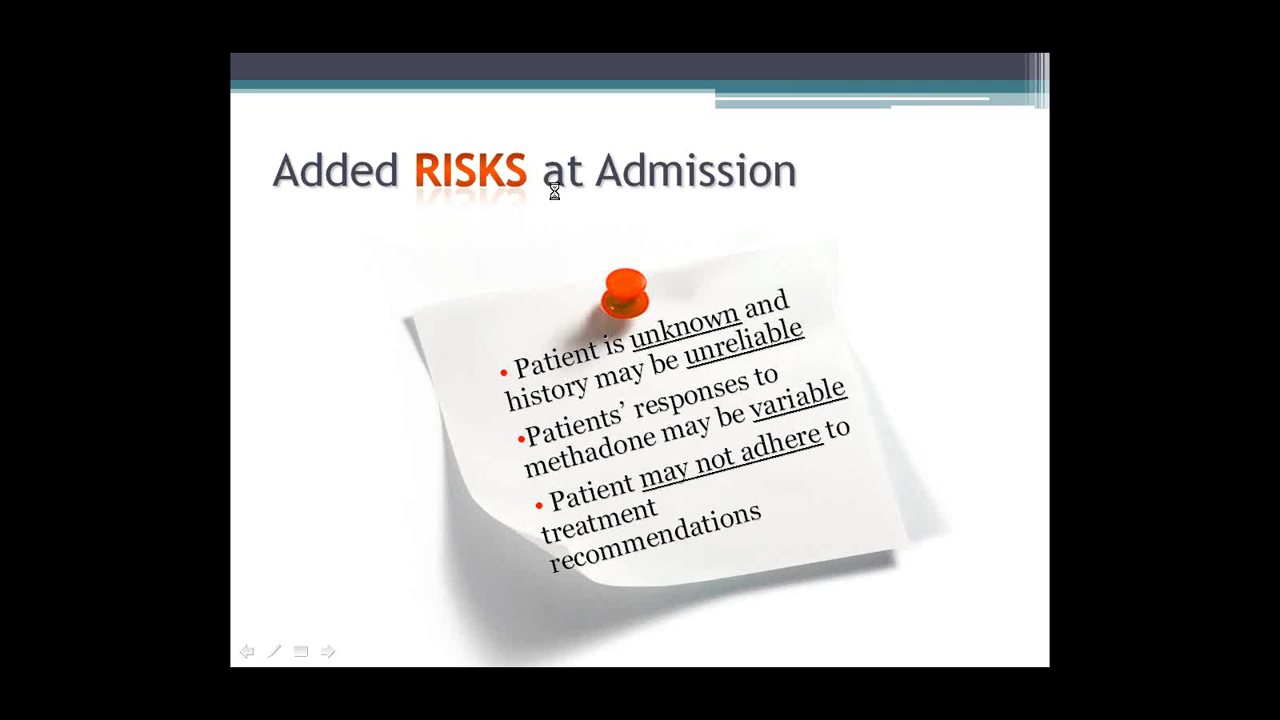 Added RISKS at Admission
• Patient is unknown and
history may be unreliable
•Patients’ responses to
methadone may be variable
• Patient may not adhere to
treatment
recommendations